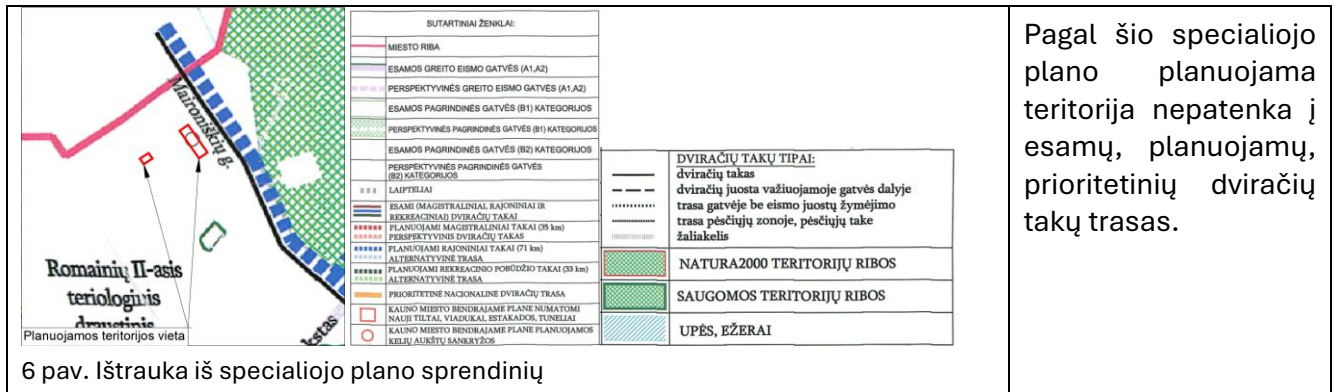 Maironiškių g.
Romainių II-asis
teriologinis
draustinis
Planuojamos teritorijos vieta
SUTARTINIAI ŽENKLAI:
MIESTO RIBA
ESAMOS GREITO EISMO GATVĖS (A1,A2)
PERSPEKTYVINĖS GREITO EISMO GATVĖS (A1,A2)
ESAMOS PAGRINDINĖS GATVĖS (B1) KATEGORIJOS
PERSPEKTYVINĖS PAGRINDINĖS GATVĖS (B1) KATEGORIJOS
ESAMOS PAGRINDINĖS GATVĖS (B2) KATEGORIJOS
PERSPEKTYVINĖS PAGRINDINĖS GATVĖS
(B2) KATEGORIJOS
LAIPTELIAI
ESAMI (MAGISTRALINIAI, RAJONINIAI IR
REKREACINIAI) DVIRAČIŲ TAKAI
PLANUOJAMI MAGISTRALINIAI TAKAI (35 km)
PERSPEKTYVINIS DVIRAČIŲ TAKAS
PLANUOJAMI RAJONINIAI TAKAI (71 km)
ALTERNATYVINĖ TRASA
PLANUOJAMI REKREACINIO POBŪDŽIO TAKAI (33 km)
ALTERNATYVINĖ TRASA
PRIORITETINĖ NACIONALINĖ DVIRAČIŲ TRASA
KAUNO MIESTO BENDRAJAME PLANE NUMATOMI
NAUJI TILTAI, VIADUKAI, ESTAKADOS, TUNELIAI
KAUNO MIESTO BENDRAJAME PLANE PLANUOJAMOS
KELIŲ AUKŠTŲ SANKRYŽOS
DVIRAČIŲ TAKŲ TIPAI:
dviračių takas
dviračių juosta važiuojamoje gatvės dalyje
trasa gatvėje be eismo juostų žymėjimo
trasa pėsčiųjų zonoje, pėsčiųjų take
žaliakelis
NATURA2000 TERITORIJŲ RIBOS
SAUGOMOS TERITORIJŲ RIBOS
UPĖS, EŽERAI
6 pav. Ištrauka iš specialiojo plano sprendinių
Pagal šio specialiojo
plano planuojama
teritorija nepatenka į
esamų, planuojamų,
prioritetinių dviračių
takų trasas.